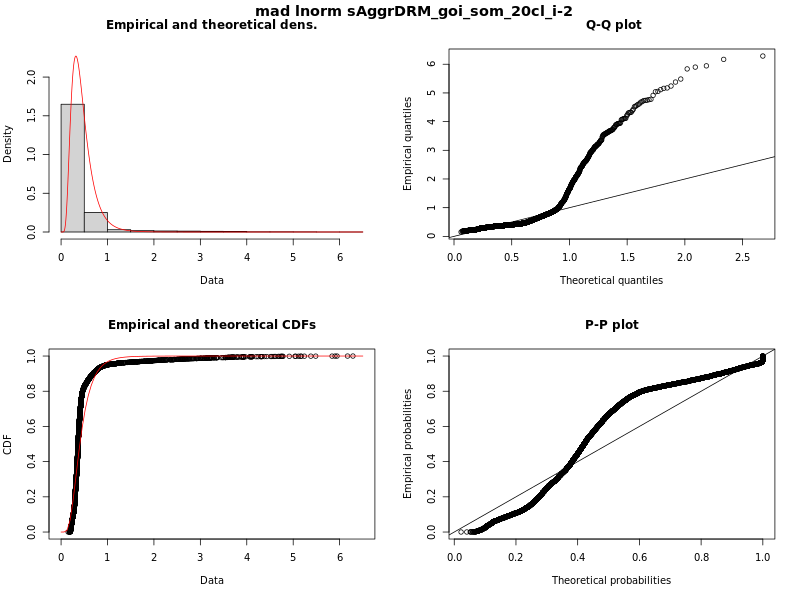 mad lnorm sAggrDRM_goi_som_20cl_i-2
Empirical and theoretical dens.
Density
0.0 0.5 1.0 1.5 2.0
0 1 2 3 4 5 6
Data
Q-Q plot
Empirical quantiles
0 1 2 3 4 5 6
0.0 0.5 1.0 1.5 2.0 2.5
Theoretical quantiles
Empirical and theoretical CDFs
CDF
0.0 0.2 0.4 0.6 0.8 1.0
0 1 2 3 4 5 6
Data
P-P plot
Empirical probabilities
0.0 0.2 0.4 0.6 0.8 1.0
0.0 0.2 0.4 0.6 0.8 1.0
Theoretical probabilities